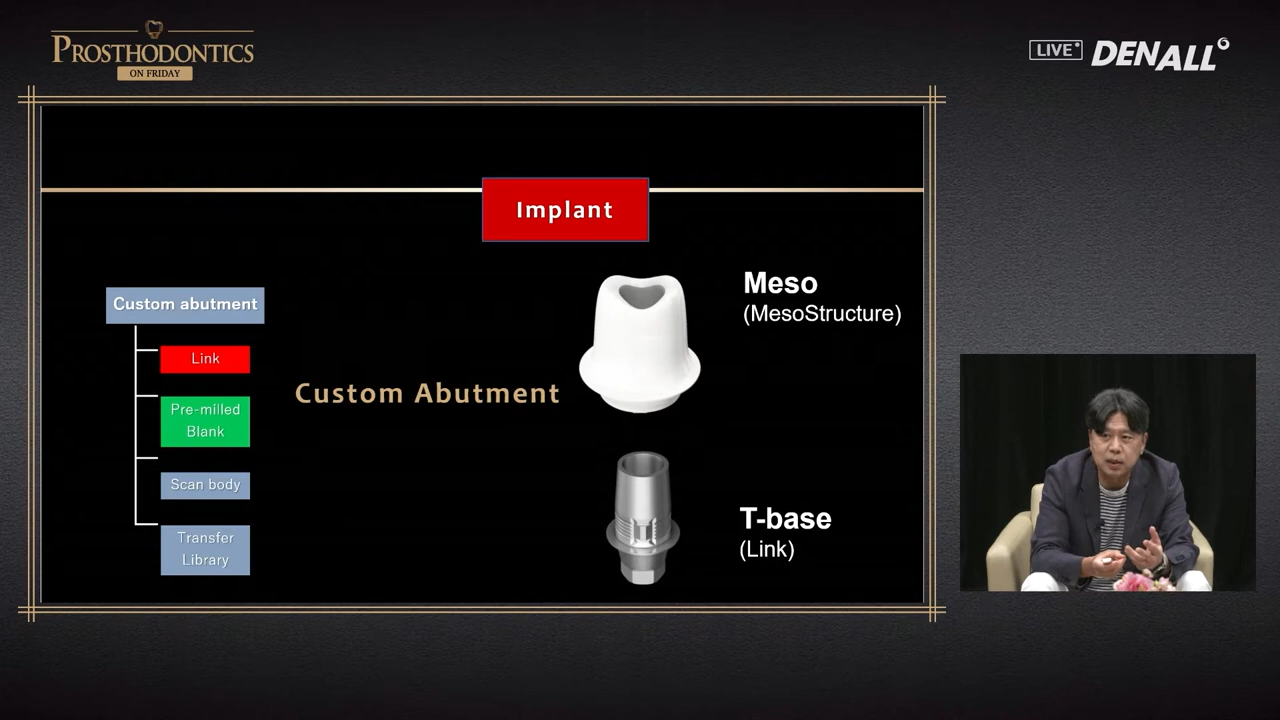 PROSTHODONTICS
ON FRIDAY
LIVE
DENALL
Implant
Custom abutment
Link
Pre-milled
Blank
Scan body
Transfer
Library
Custom Abutment
Meso
(MesoStructure)
T-base
(Link)